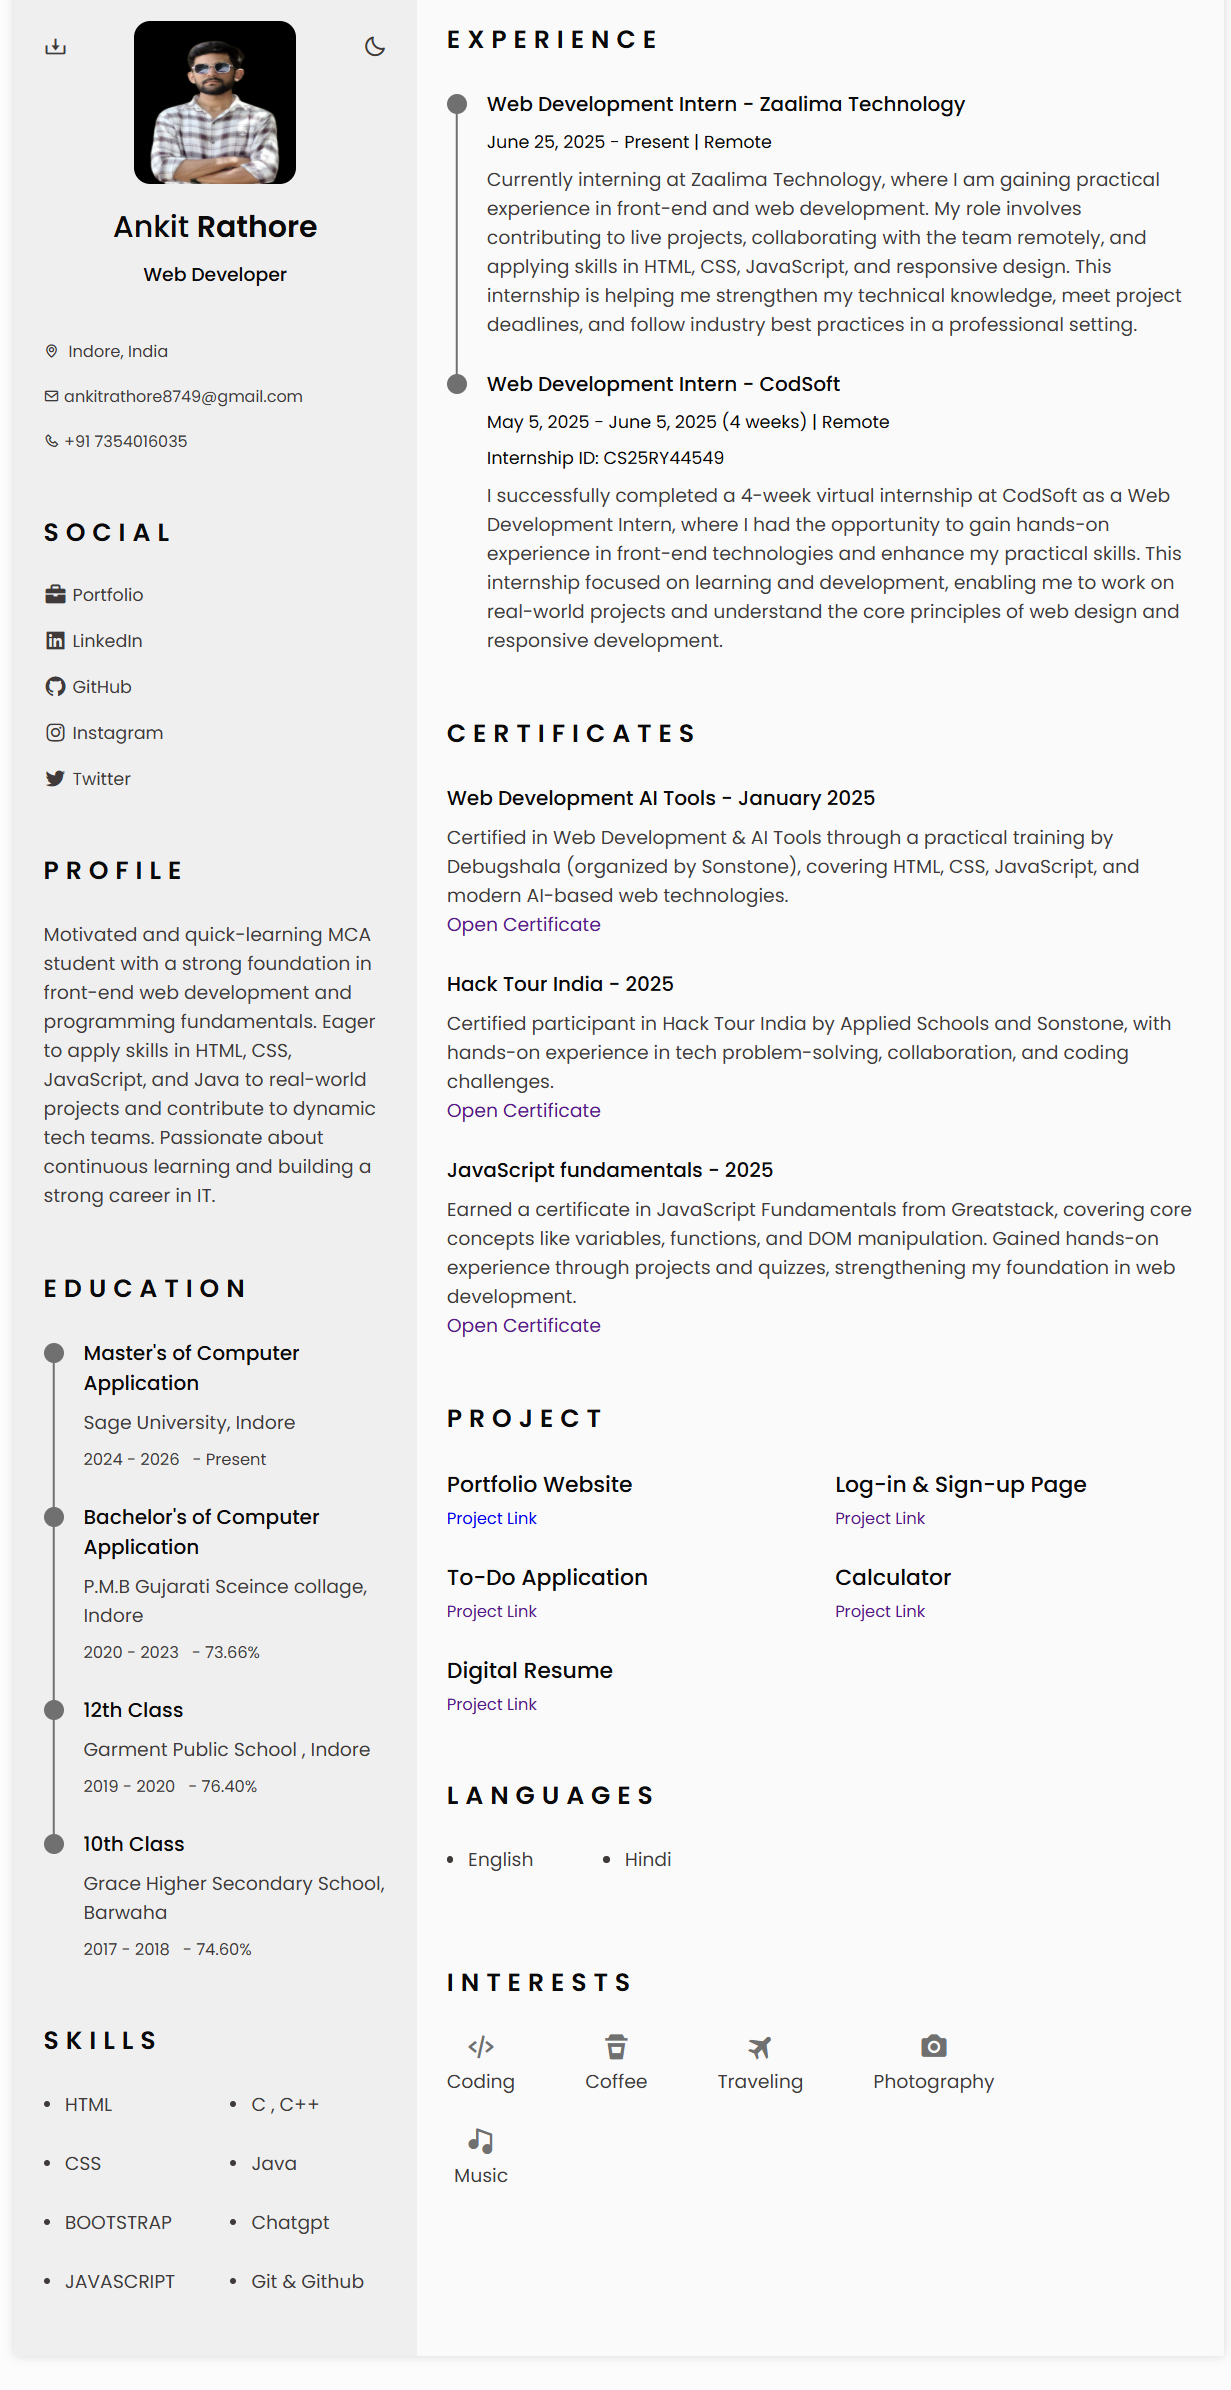 Ankit Rathore
Web Developer
Indore, India
ankitrathore8749@gmail.com
+91 7354016035
SOCIAL
Portfolio
LinkedIn
GitHub
Instagram
Twitter
PROFILE
Motivated and quick-learning MCA
student with a strong foundation in
front-end web development and
programming fundamentals. Eager
to apply skills in HTML, CSS,
JavaScript, and Java to real-world
projects and contribute to dynamic
tech teams. Passionate about
continuous learning and building a
strong career in IT.
EDUCATION
Master's of Computer
Application
Sage University, Indore
2024 - 2026 - Present
Bachelor's of Computer
Application
P.M.B Gujarati Sceince collage,
Indore
2020 - 2023 - 73.66%
12th Class
Garment Public School , Indore
2019 - 2020 - 76.40%
10th Class
Grace Higher Secondary School,
Barwaha
2017 - 2018 - 74.60%
SKILLS
• HTML • C , C++
• CSS • Java
• BOOTSTRAP • Chatgpt
• JAVASCRIPT • Git & Github
EXPERIENCE
Web Development Intern - Zaalima Technology
June 25, 2025 - Present | Remote
Currently interning at Zaalima Technology, where I am gaining practical
experience in front-end and web development. My role involves
contributing to live projects, collaborating with the team remotely, and
applying skills in HTML, CSS, JavaScript, and responsive design. This
internship is helping me strengthen my technical knowledge, meet project
deadlines, and follow industry best practices in a professional setting.
Web Development Intern - CodSoft
May 5, 2025 - June 5, 2025 (4 weeks) | Remote
Internship ID: CS25RY44549
I successfully completed a 4-week virtual internship at CodSoft as a Web
Development Intern, where I had the opportunity to gain hands-on
experience in front-end technologies and enhance my practical skills. This
internship focused on learning and development, enabling me to work on
real-world projects and understand the core principles of web design and
responsive development.
CERTIFICATES
Web Development AI Tools - January 2025
Certified in Web Development & AI Tools through a practical training by
Debugshala (organized by Sonstone), covering HTML, CSS, JavaScript, and
modern AI-based web technologies.
Open Certificate
Hack Tour India - 2025
Certified participant in Hack Tour India by Applied Schools and Sonstone, with
hands-on experience in tech problem-solving, collaboration, and coding
challenges.
Open Certificate
JavaScript fundamentals - 2025
Earned a certificate in JavaScript Fundamentals from Greatstack, covering core
concepts like variables, functions, and DOM manipulation. Gained hands-on
experience through projects and quizzes, strengthening my foundation in web
development.
Open Certificate
PROJECT
Portfolio Website Log-in & Sign-up Page
Project Link Project Link
To-Do Application Calculator
Project Link Project Link
Digital Resume
Project Link
LANGUAGES
• English • Hindi
INTERESTS
Coding Coffee Traveling Photography
Music